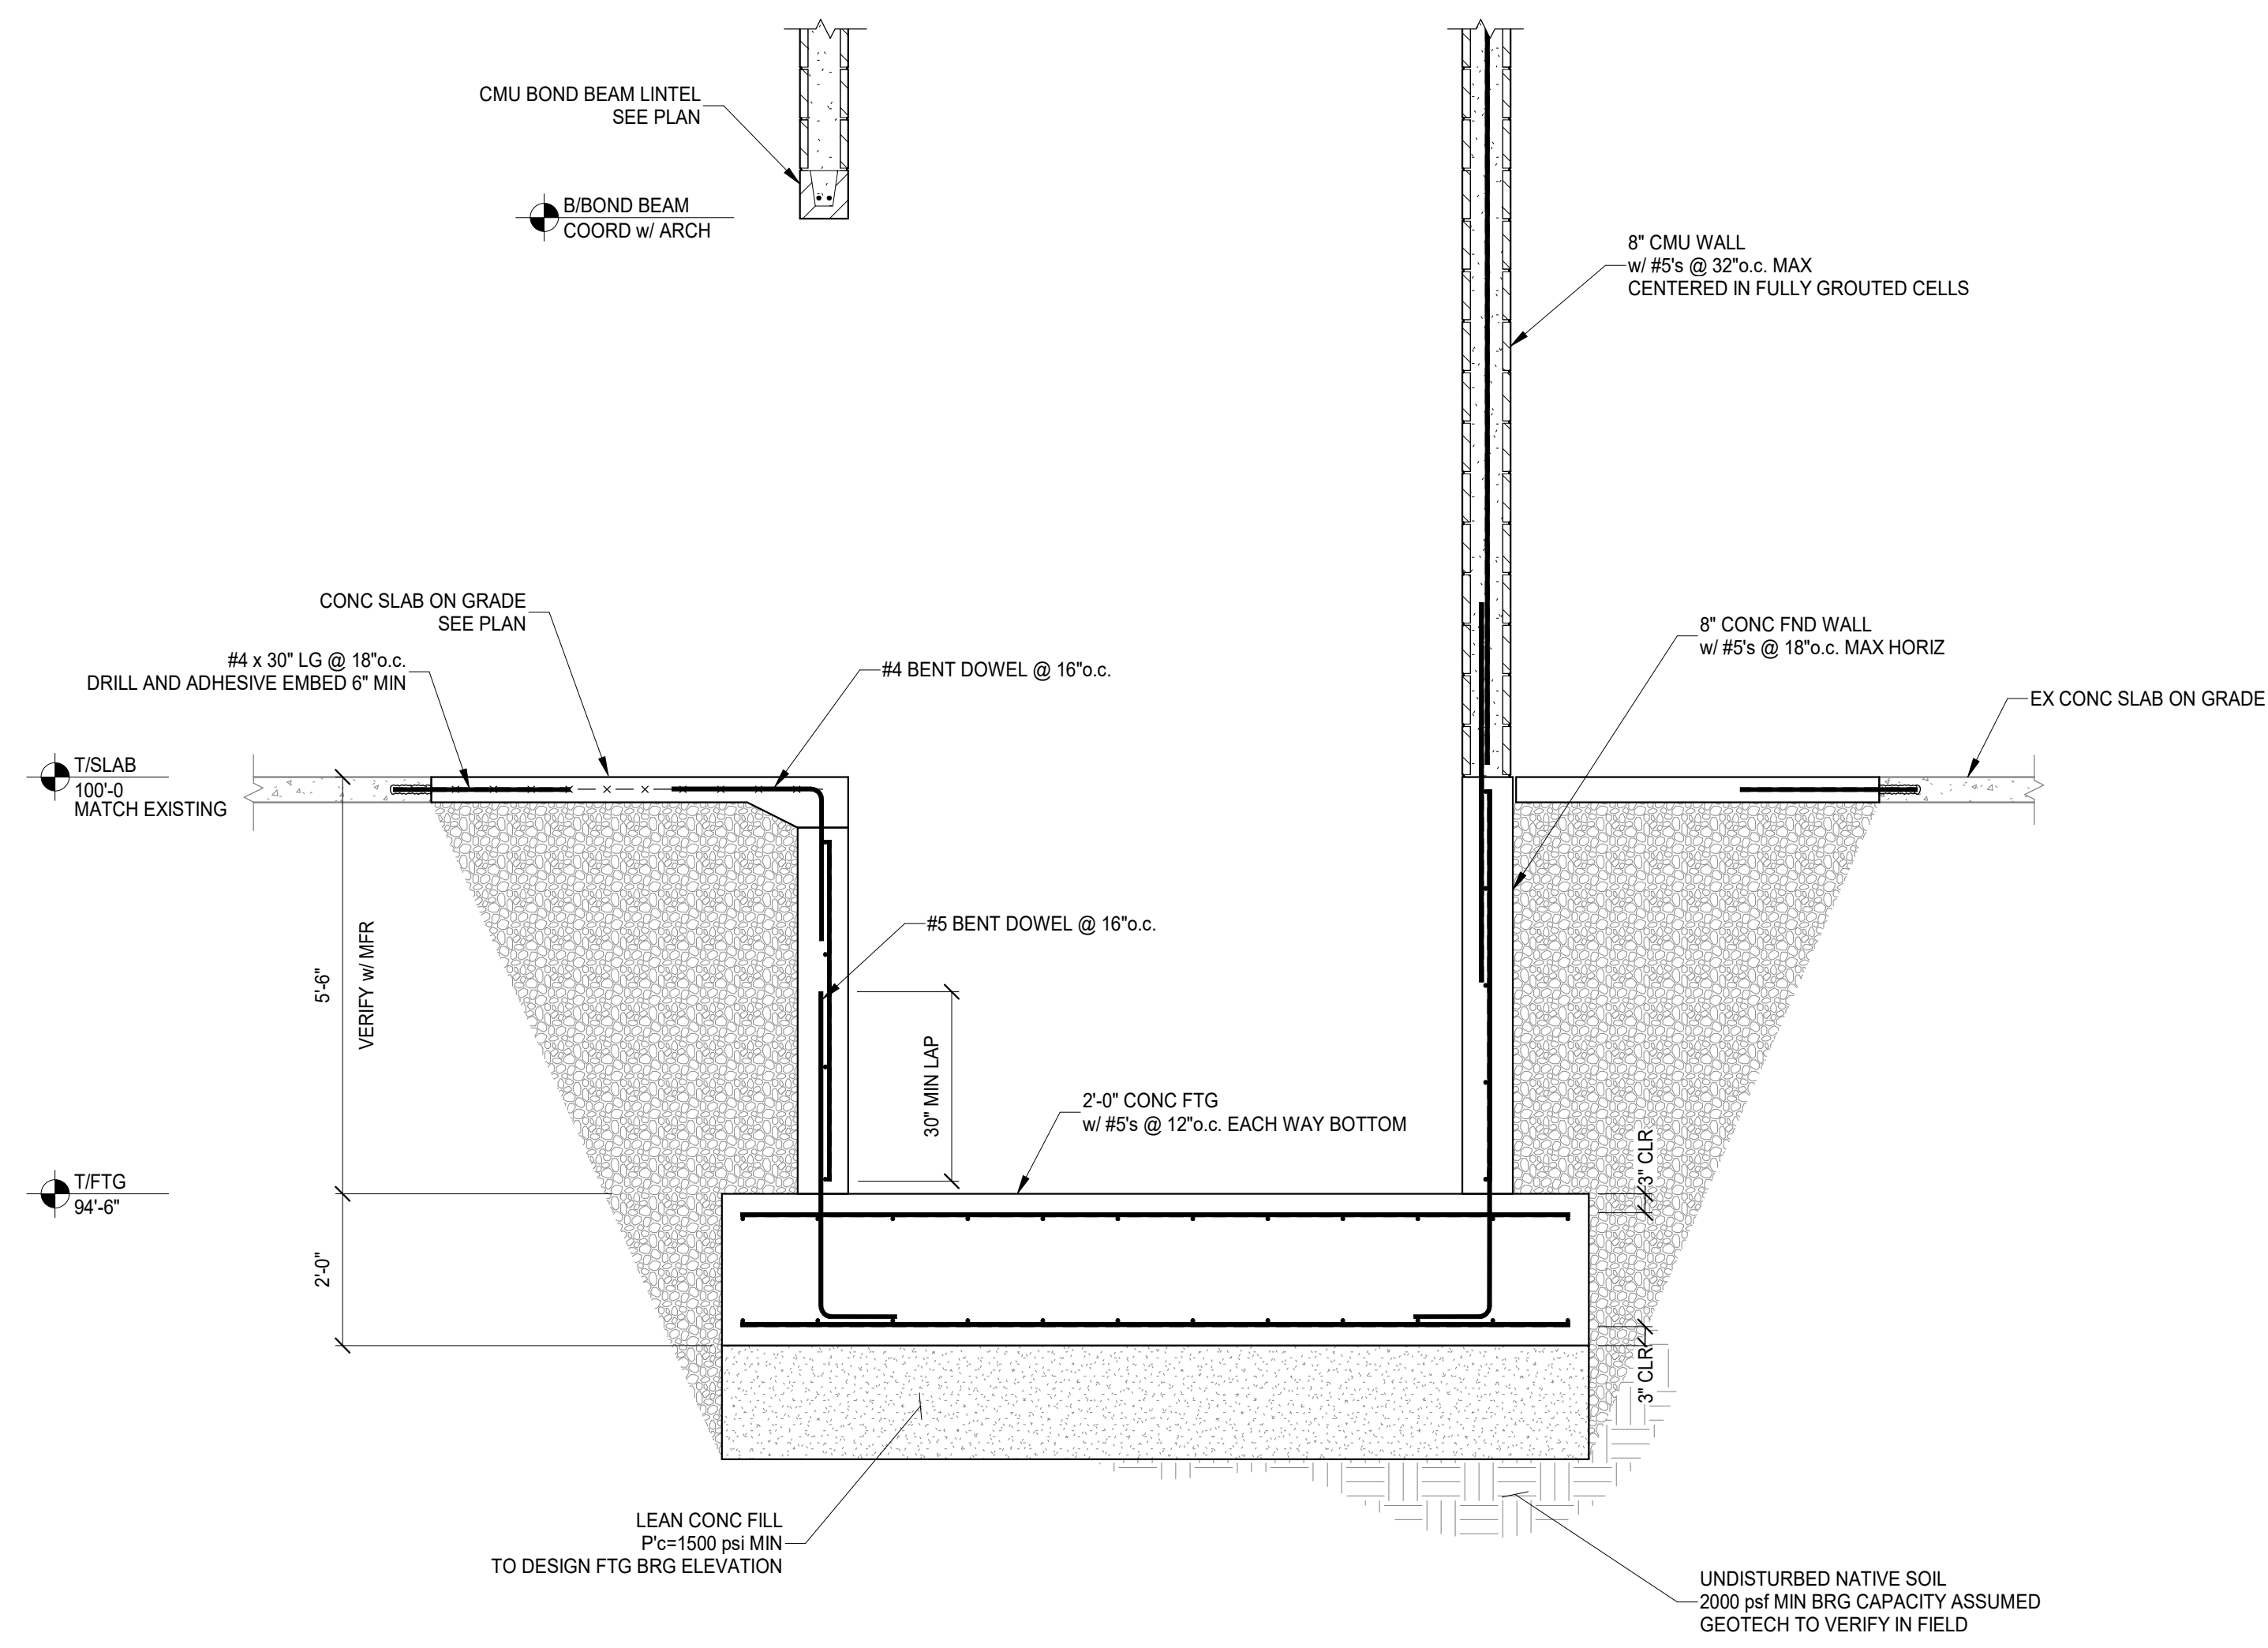 CMU BOND BEAM LINTEL
SEE PLAN
B/BOND BEAM
COORD w/ ARCH
8" CMU WALL
w/ #5's @ 32"o.c. MAX
CENTERED IN FULLY GROUTED CELLS
CONC SLAB ON GRADE
SEE PLAN
#4 x 30" LG @ 18"o.c.
DRILL AND ADHESIVE EMBED 6" MIN
#4 BENT DOWEL @ 16"o.c.
8" CONC FND WALL
w/ #5's @ 18"o.c. MAX HORIZ
EX CONC SLAB ON GRADE
T/SLAB
100'-0
MATCH EXISTING
5'-6"
VERIFY w/ MFR
#5 BENT DOWEL @ 16"o.c.
30" MIN LAP
2'-0" CONC FTG
w/ #5's @ 12"o.c. EACH WAY BOTTOM
3" CLR
T/FTG
94'-6"
2'-0"
3" CLR
LEAN CONC FILL
P'c=1500 psi MIN
TO DESIGN FTG BRG ELEVATION
UNDISTURBED NATIVE SOIL
2000 psf MIN BRG CAPACITY ASSUMED
GEOTECH TO VERIFY IN FIELD